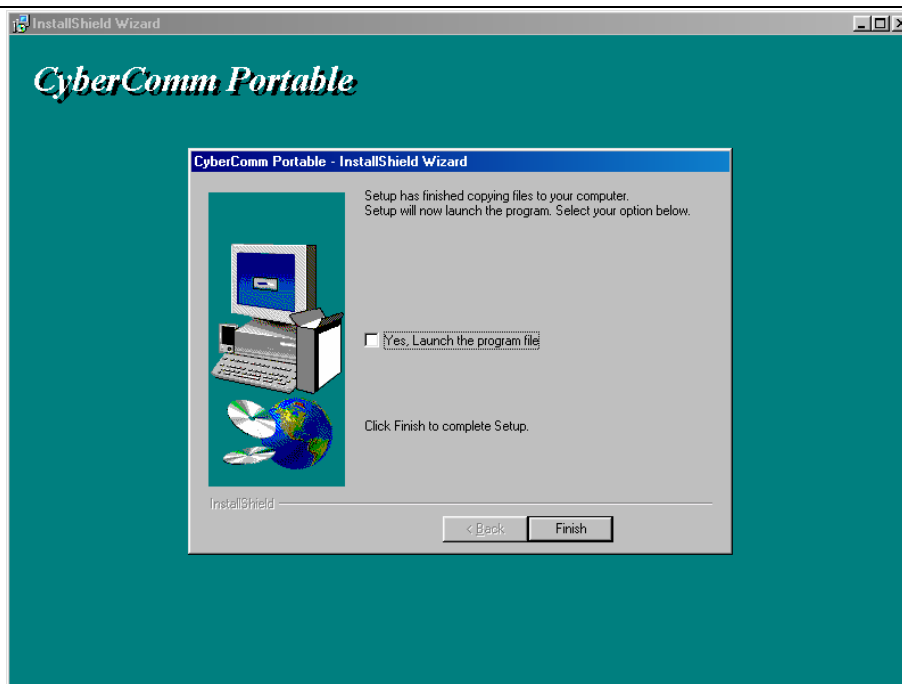 InstallShield Wizard
CyberComm Portable
CyberComm Portable - InstallShield Wizard
Setup has finished copying files to your computer.
Setup will now launch the program. Select your option below.
Yes, Launch the program file
Click Finish to complete Setup.
InstallShield
< Back
Finish